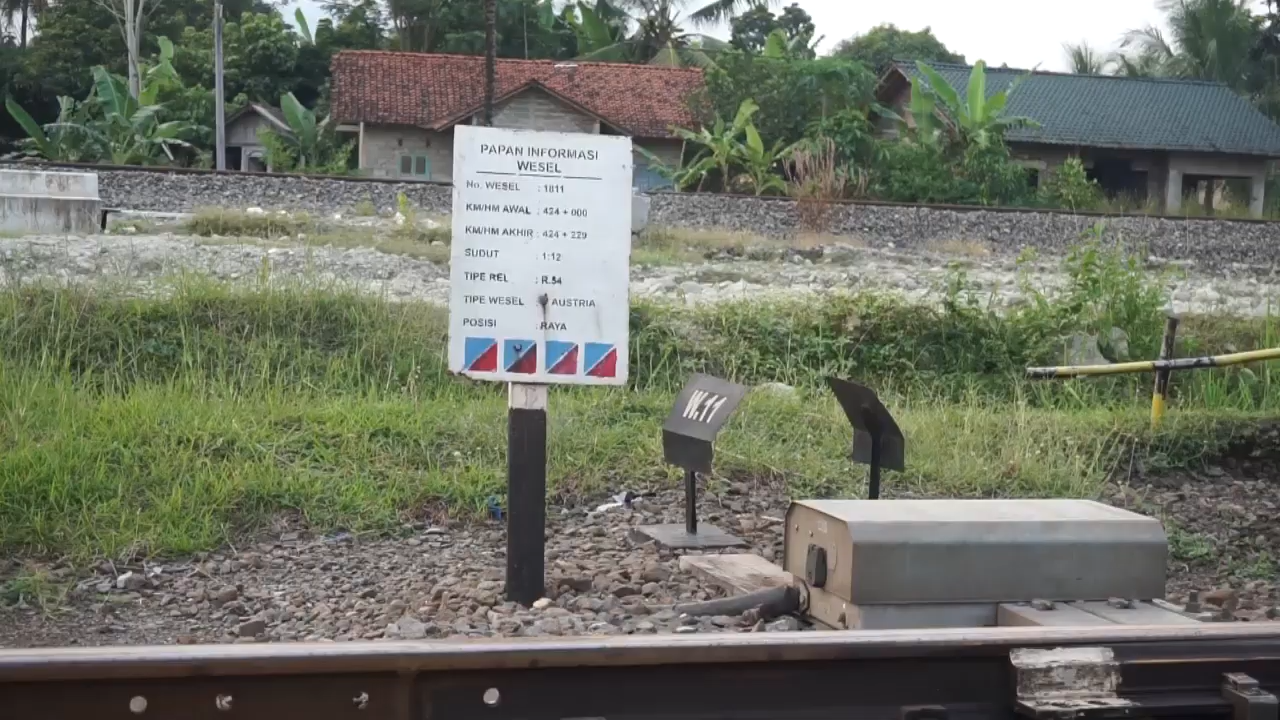 PAPAN INFORMASI
WESEL
No. WESEL : 1811
KM/HM AWAL : 424 + 000
KM/HM AKHIR : 424 + 229
SUDUT : 1:12
TIPE REL : R.54
TIPE WESEL : AUSTRIA
POSISI : RAYA
W.11